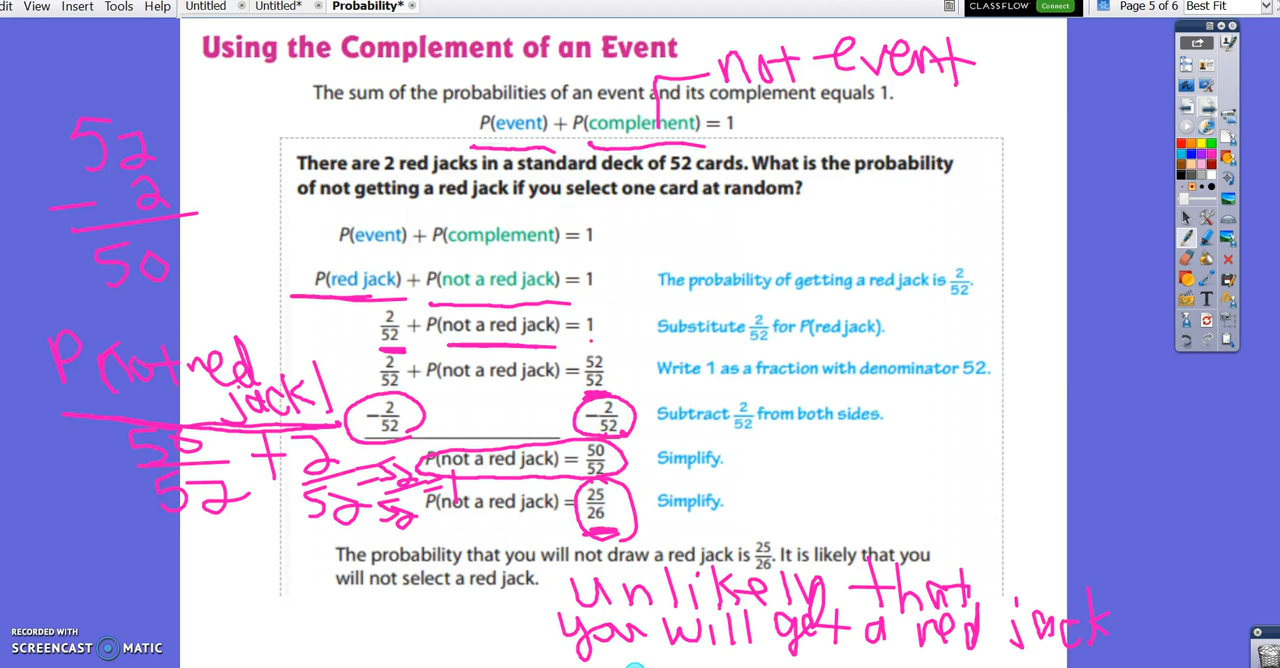 dit View Insert Tools Help Untitled Untitled* Probability* CLASSFLOW Connect Page 5 of 6 Best Fit
Using the Complement of an Event
not event
The sum of the probabilities of an event and its complement equals 1.
P(event) + P(complement) = 1
There are 2 red jacks in a standard deck of 52 cards. What is the probability
of not getting a red jack if you select one card at random?
52
- 2
50
P(event) + P(complement) = 1
P(red jack) + P(not a red jack) = 1 The probability of getting a red jack is 2/52.
2/52 + P(not a red jack) = 1 Substitute 2/52 for P(red jack).
2/52 + P(not a red jack) = 52/52 Write 1 as a fraction with denominator 52.
-2/52 -2/52 Subtract 2/52 from both sides.
P(not a red jack) = 50/52 Simplify.
P(not a red jack) = 25/26 Simplify.
P(not red
jack)
50/52 + 2/52 = 52/52 = 1
The probability that you will not draw a red jack is 25/26. It is likely that you
will not select a red jack.
unlikely that
you will get a red jack
RECORDED WITH
SCREENCAST MATIC